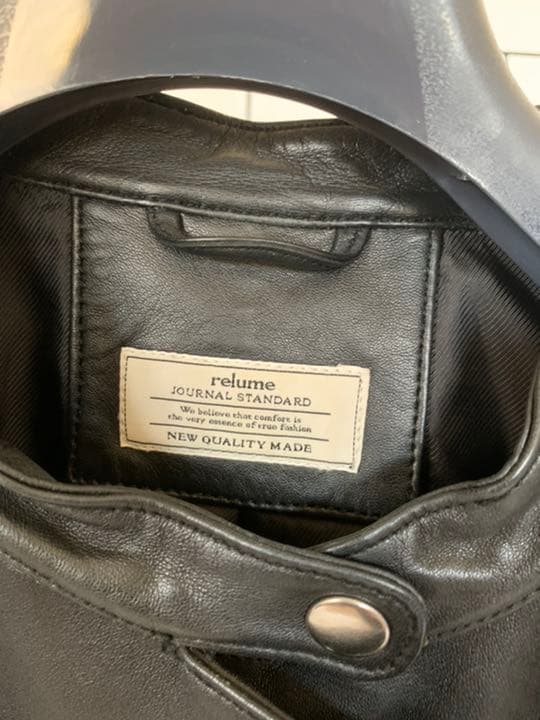 relume
JOURNAL STANDARD
We believe that comfort is
the very essence of true fashion
NEW QUALITY MADE